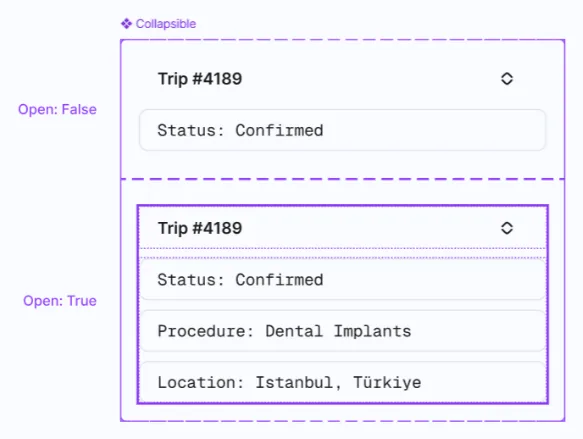 Collapsible
Open: False
Trip #4189
Status: Confirmed
Open: True
Trip #4189
Status: Confirmed
Procedure: Dental Implants
Location: Istanbul, Türkiye